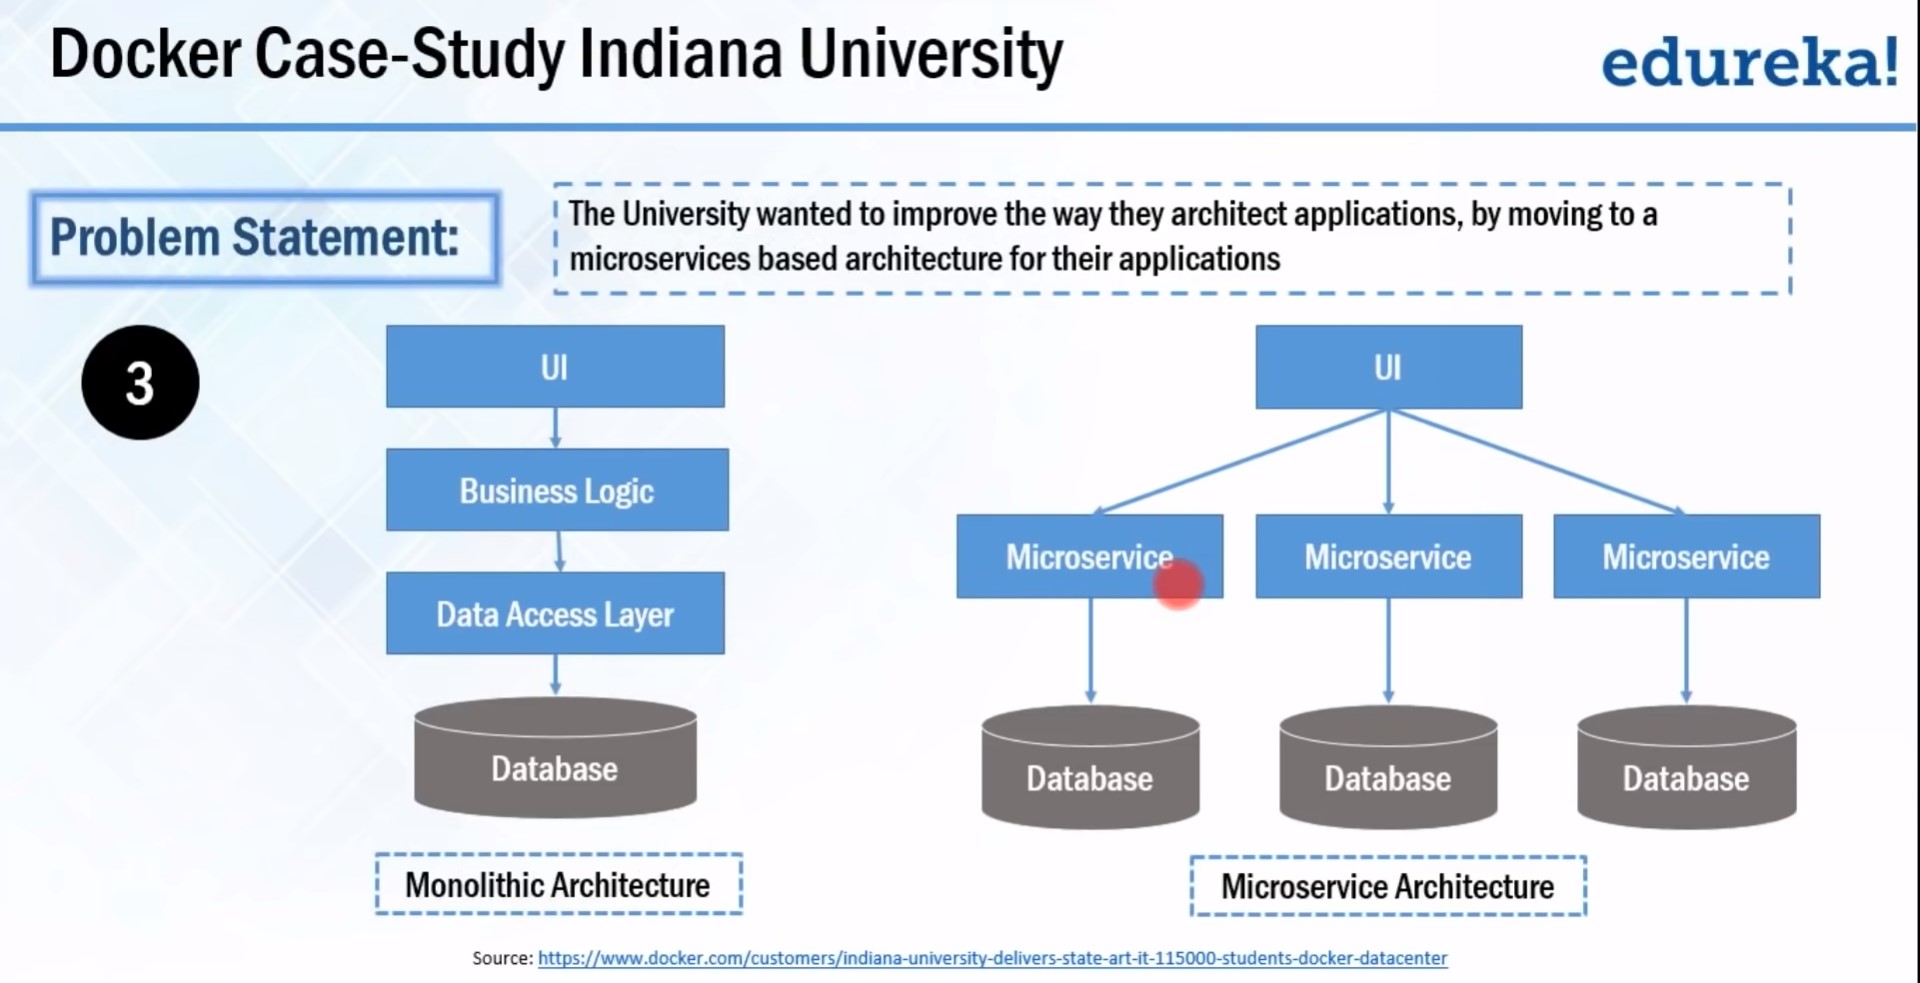 Docker Case-Study Indiana University
edureka!
Problem Statement:
The University wanted to improve the way they architect applications, by moving to a
microservices based architecture for their applications
3
UI
Business Logic
Data Access Layer
Database
Monolithic Architecture
UI
Microservice Microservice Microservice
Database Database Database
Microservice Architecture
Source: https://www.docker.com/customers/indiana-university-delivers-state-art-it-115000-students-docker-datacenter